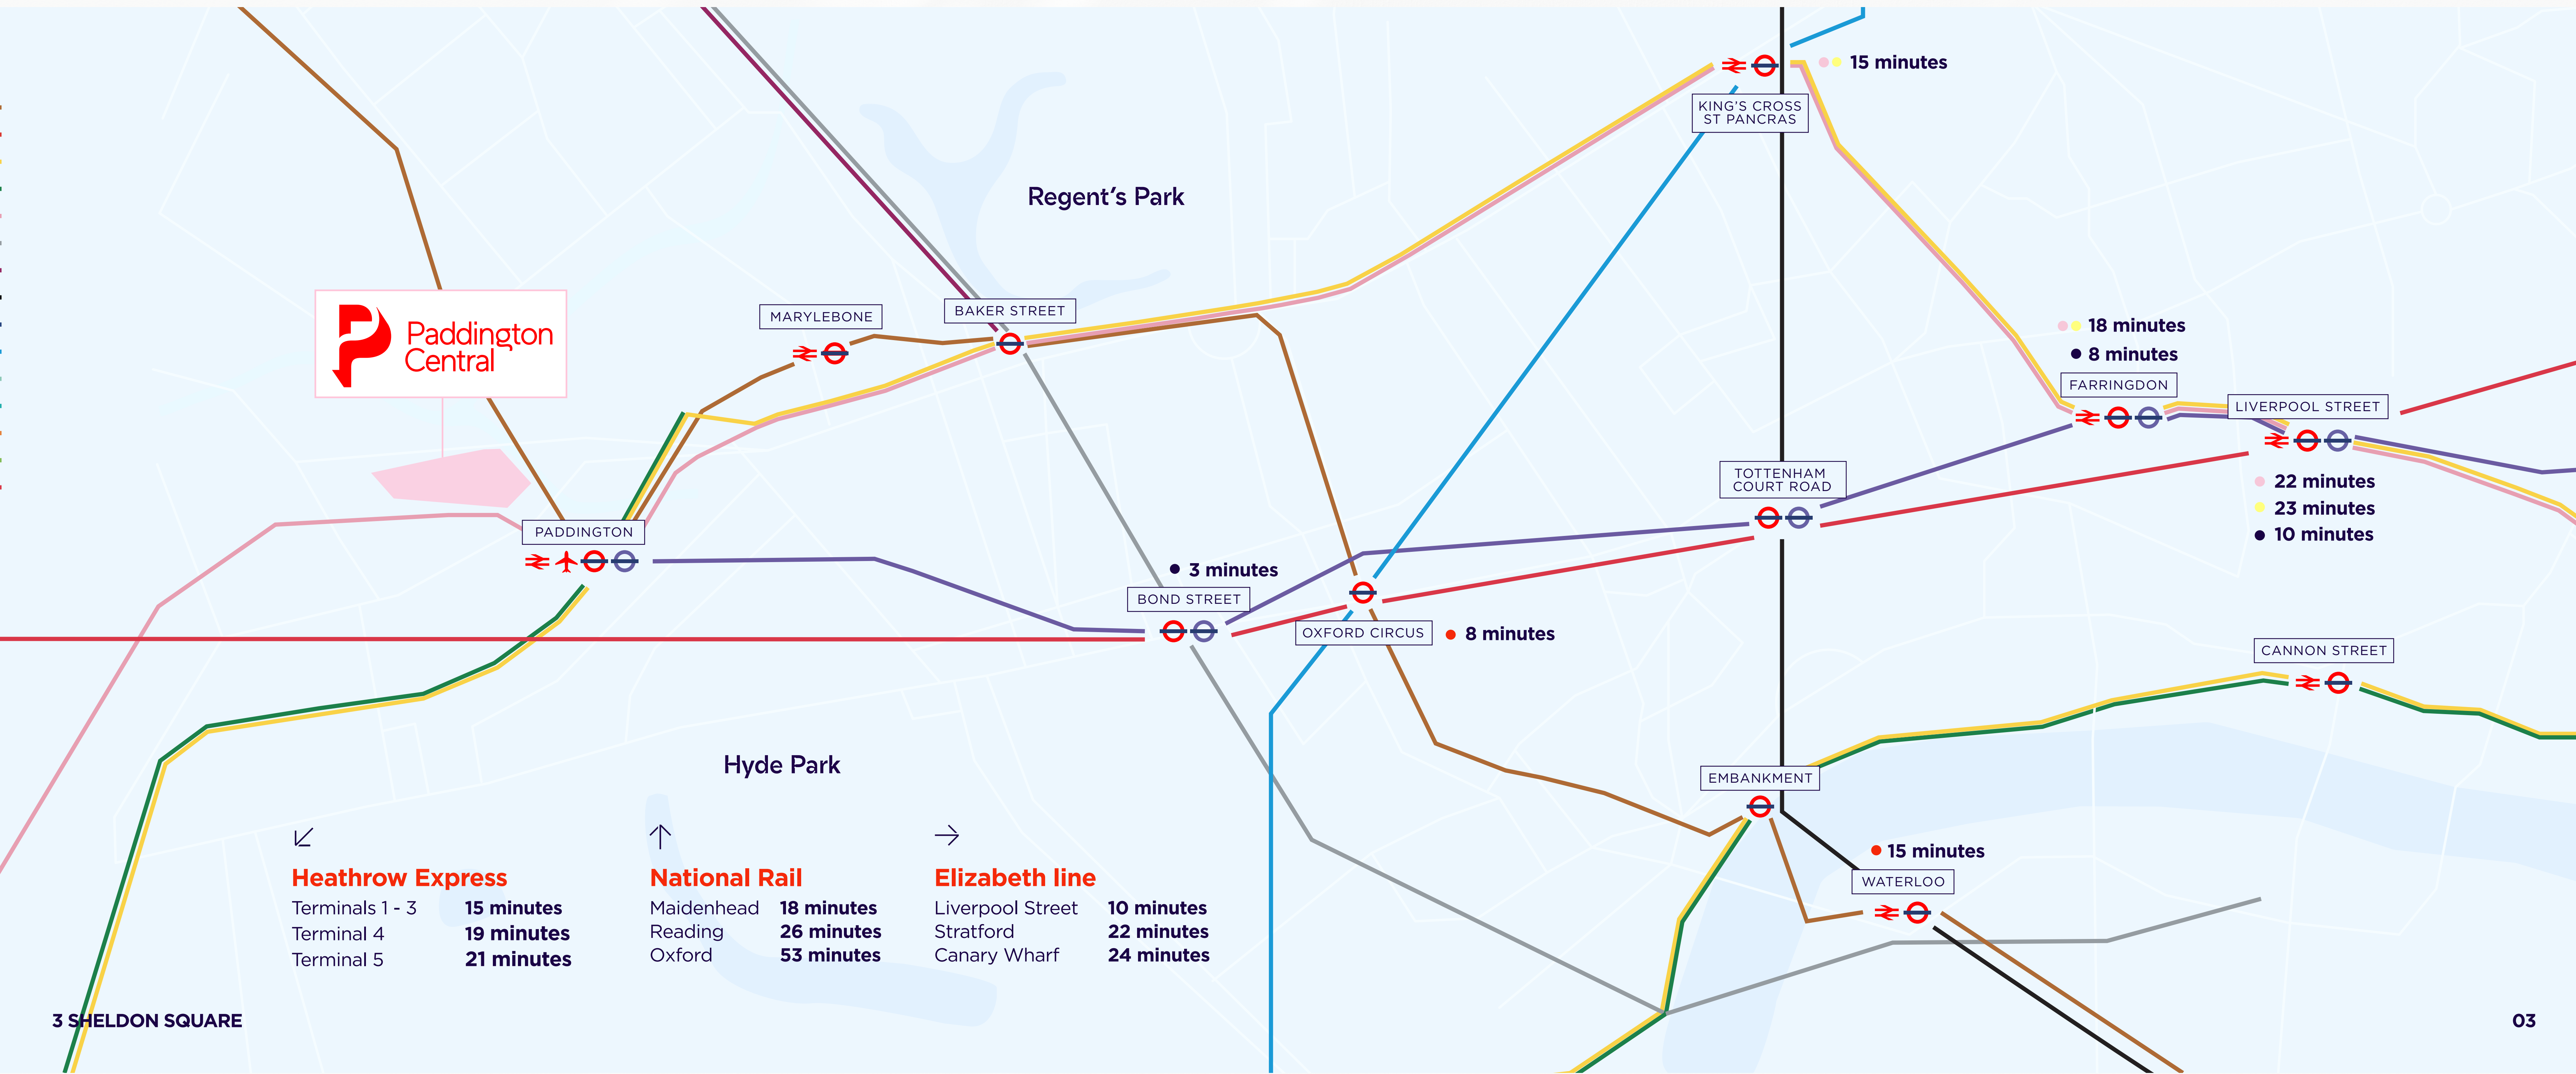 15 minutes
KING'S CROSS
ST PANCRAS
Regent's Park
Paddington
Central
MARYLEBONE
BAKER STREET
18 minutes
8 minutes
FARRINGDON
LIVERPOOL STREET
22 minutes
23 minutes
10 minutes
TOTTENHAM
COURT ROAD
PADDINGTON
3 minutes
BOND STREET
OXFORD CIRCUS
8 minutes
CANNON STREET
Hyde Park
EMBANKMENT
15 minutes
WATERLOO
Heathrow Express
Terminals 1 - 3 15 minutes
Terminal 4 19 minutes
Terminal 5 21 minutes
National Rail
Maidenhead 18 minutes
Reading 26 minutes
Oxford 53 minutes
Elizabeth line
Liverpool Street 10 minutes
Stratford 22 minutes
Canary Wharf 24 minutes
3 SHELDON SQUARE
03